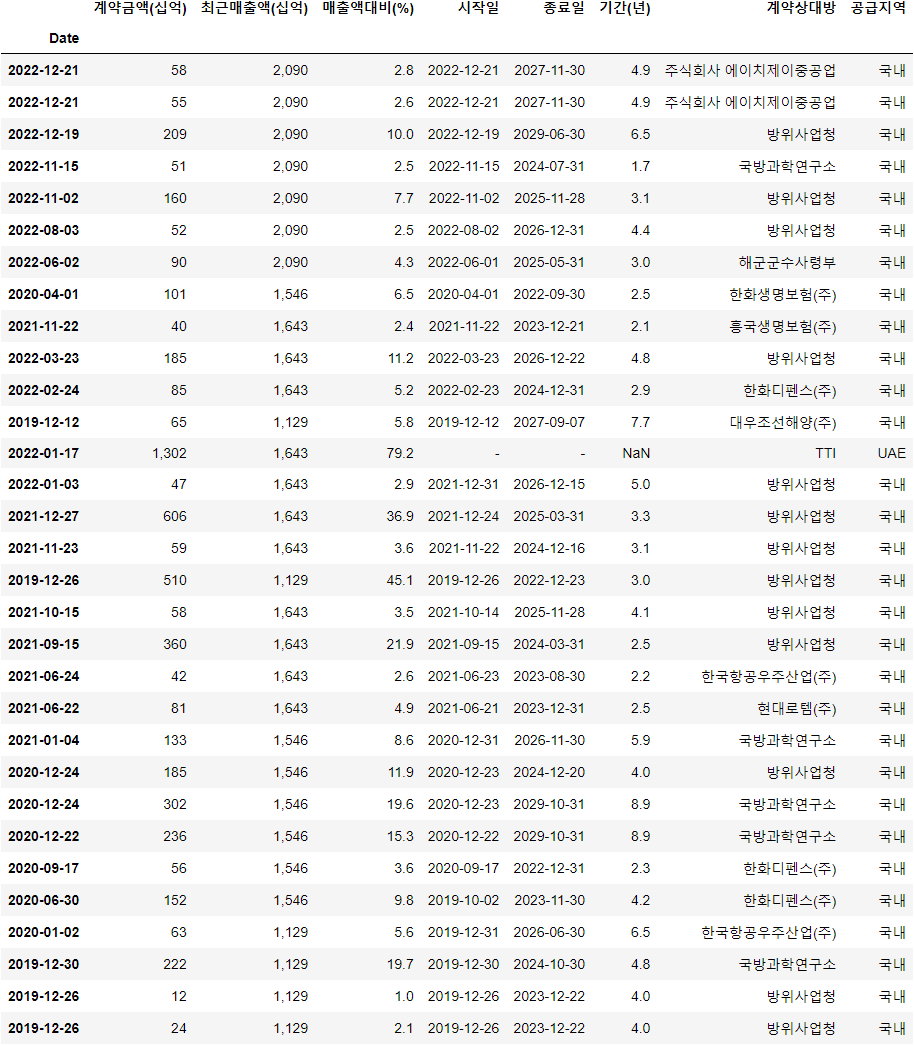 계약금액(십억) 최근매출액(십억) 매출액대비(%) 시작일 종료일 기간(년) 계약상대방 공급지역
Date
2022-12-21 58 2,090 2.8 2022-12-21 2027-11-30 4.9 주식회사 에이치제이중공업 국내
2022-12-21 55 2,090 2.6 2022-12-21 2027-11-30 4.9 주식회사 에이치제이중공업 국내
2022-12-19 209 2,090 10.0 2022-12-19 2029-06-30 6.5 방위사업청 국내
2022-11-15 51 2,090 2.5 2022-11-15 2024-07-31 1.7 국방과학연구소 국내
2022-11-02 160 2,090 7.7 2022-11-02 2025-11-28 3.1 방위사업청 국내
2022-08-03 52 2,090 2.5 2022-08-02 2026-12-31 4.4 방위사업청 국내
2022-06-02 90 2,090 4.3 2022-06-01 2025-05-31 3.0 해군군수사령부 국내
2020-04-01 101 1,546 6.5 2020-04-01 2022-09-30 2.5 한화생명보험(주) 국내
2021-11-22 40 1,643 2.4 2021-11-22 2023-12-21 2.1 흥국생명보험(주) 국내
2022-03-23 185 1,643 11.2 2022-03-23 2026-12-22 4.8 방위사업청 국내
2022-02-24 85 1,643 5.2 2022-02-23 2024-12-31 2.9 한화디펜스(주) 국내
2019-12-12 65 1,129 5.8 2019-12-12 2027-09-07 7.7 대우조선해양(주) 국내
2022-01-17 1,302 1,643 79.2 - - NaN TTI UAE
2022-01-03 47 1,643 2.9 2021-12-31 2026-12-15 5.0 방위사업청 국내
2021-12-27 606 1,643 36.9 2021-12-24 2025-03-31 3.3 방위사업청 국내
2021-11-23 59 1,643 3.6 2021-11-22 2024-12-16 3.1 방위사업청 국내
2019-12-26 510 1,129 45.1 2019-12-26 2022-12-23 3.0 방위사업청 국내
2021-10-15 58 1,643 3.5 2021-10-14 2025-11-28 4.1 방위사업청 국내
2021-09-15 360 1,643 21.9 2021-09-15 2024-03-31 2.5 방위사업청 국내
2021-06-24 42 1,643 2.6 2021-06-23 2023-08-30 2.2 한국항공우주산업(주) 국내
2021-06-22 81 1,643 4.9 2021-06-21 2023-12-31 2.5 현대로템(주) 국내
2021-01-04 133 1,546 8.6 2020-12-31 2026-11-30 5.9 국방과학연구소 국내
2020-12-24 185 1,546 11.9 2020-12-23 2024-12-20 4.0 방위사업청 국내
2020-12-24 302 1,546 19.6 2020-12-23 2029-10-31 8.9 국방과학연구소 국내
2020-12-22 236 1,546 15.3 2020-12-22 2029-10-31 8.9 국방과학연구소 국내
2020-09-17 56 1,546 3.6 2020-09-17 2022-12-31 2.3 한화디펜스(주) 국내
2020-06-30 152 1,546 9.8 2019-10-02 2023-11-30 4.2 한화디펜스(주) 국내
2020-01-02 63 1,129 5.6 2019-12-31 2026-06-30 6.5 한국항공우주산업(주) 국내
2019-12-30 222 1,129 19.7 2019-12-30 2024-10-30 4.8 국방과학연구소 국내
2019-12-26 12 1,129 1.0 2019-12-26 2023-12-22 4.0 방위사업청 국내
2019-12-26 24 1,129 2.1 2019-12-26 2023-12-22 4.0 방위사업청 국내